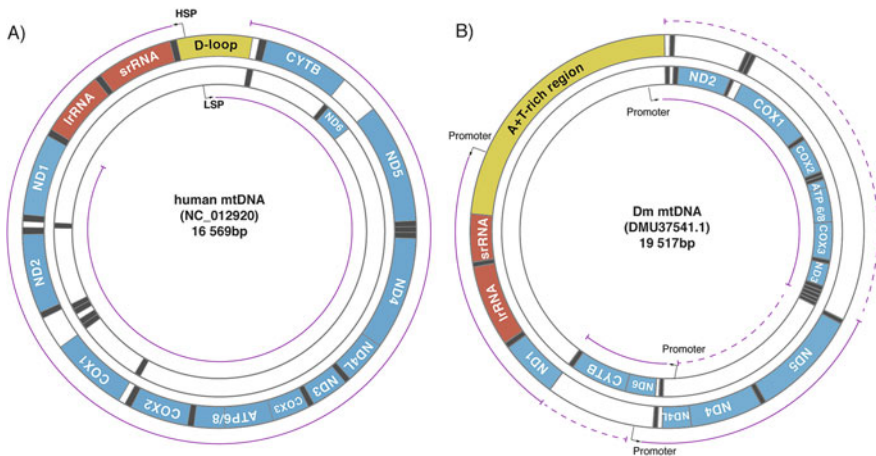 A)
HSP
D-loop
CYTB
srRNA
lrRNA
LSP
ND6
ND5
ND1
human mtDNA
(NC_012920)
16 569bp
ND2
ND4
ND4L
COX1
ND3
COX3
COX2
ATP6/8
B)
A+T-rich region
ND2
Promoter
COX1
Promoter
COX2
ATP 6/8
COX3
srRNA
Dm mtDNA
(DMU37541.1)
19 517bp
ND3
lrRNA
Promoter
ND5
ND1
CYTB
ND6
ND4L
ND4
Promoter